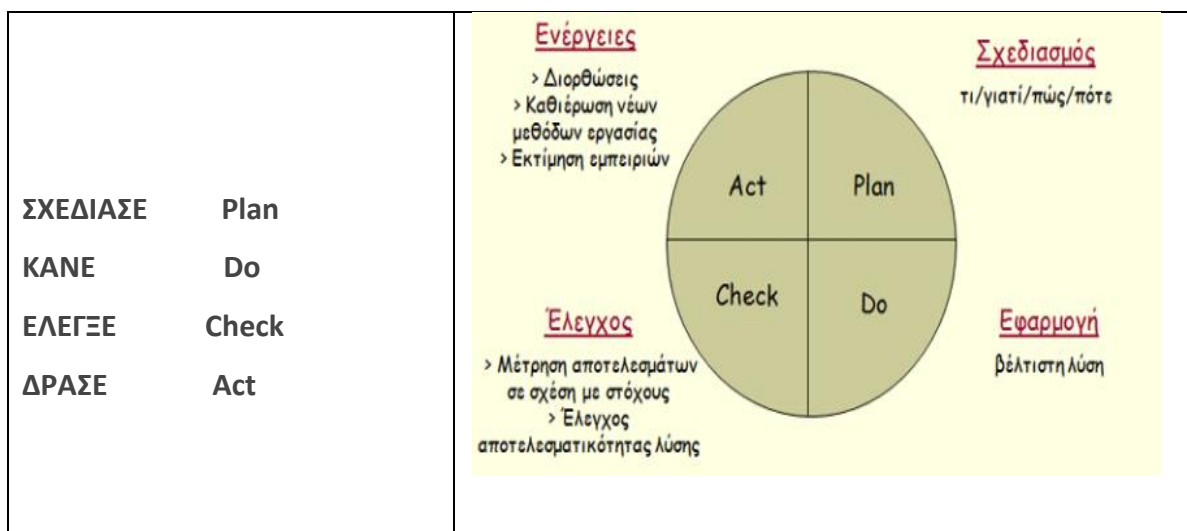 ΣΧΕΔΙΑΣΕ Plan
ΚΑΝΕ Do
ΕΛΕΓΞΕ Check
ΔΡΑΣΕ Act
Ενέργειες
> Διορθώσεις
> Καθιέρωση νέων
μεθόδων εργασίας
> Εκτίμηση εμπειριών
Σχεδιασμός
τι/γιατί/πώς/πότε
Act
Plan
Check
Do
Έλεγχος
> Μέτρηση αποτελεσμάτων
σε σχέση με στόχους
> Έλεγχος
αποτελεσματικότητας λύσης
Εφαρμογή
βέλτιστη λύση